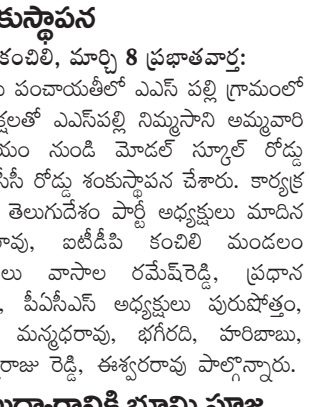 కుస్థాపన
కంచిలి, మార్చి 8 ప్రభాతవార్త:
పంచాయతీలో ఎఎస్ పల్లి గ్రామంలో
క్షలతో ఎఎస్‌పల్లి నిమ్మసాని అమ్మవారి
యం నుండి మోడల్ స్కూల్ రోడ్డు
సీసీ రోడ్డు శంకుస్థాపన చేశారు. కార్యక్ర
తెలుగుదేశం పార్టీ అధ్యక్షులు మాదిన
రావు, ఐటీడీపి కంచిలి మండలం
లు వాసాల రమేష్‌రెడ్డి, ప్రధాన
పీఏసీఎస్ అధ్యక్షులు పురుషోత్తం,
మన్మధరావు, భగీరది, హరిబాబు,
రాజు రెడ్డి, ఈశ్వరరావు పాల్గొన్నారు.
భూమి పూజ